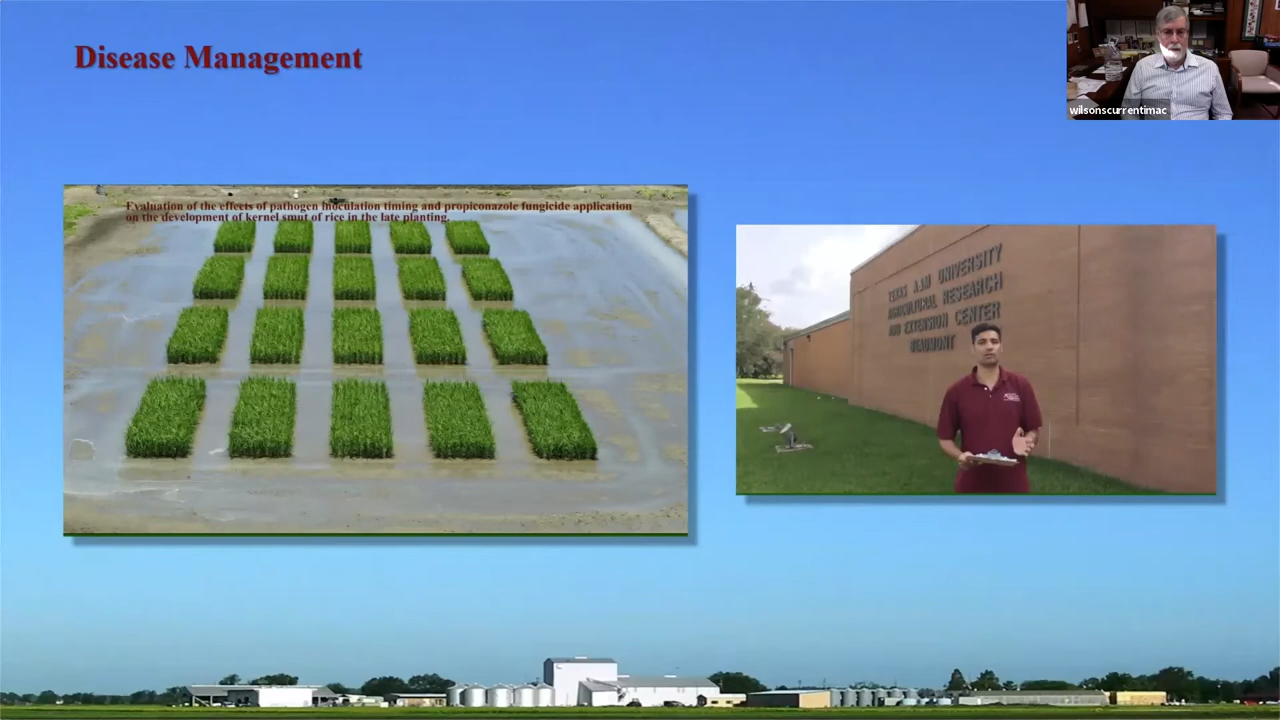 Disease Management
wilsonscurrentimac
Evaluation of the effects of pathogen inoculation timing and propiconazole fungicide application
on the development of kernel smut of rice in the late planting.
TEXAS A&M UNIVERSITY
AGRICULTURAL RESEARCH
AND EXTENSION CENTER
BEAUMONT